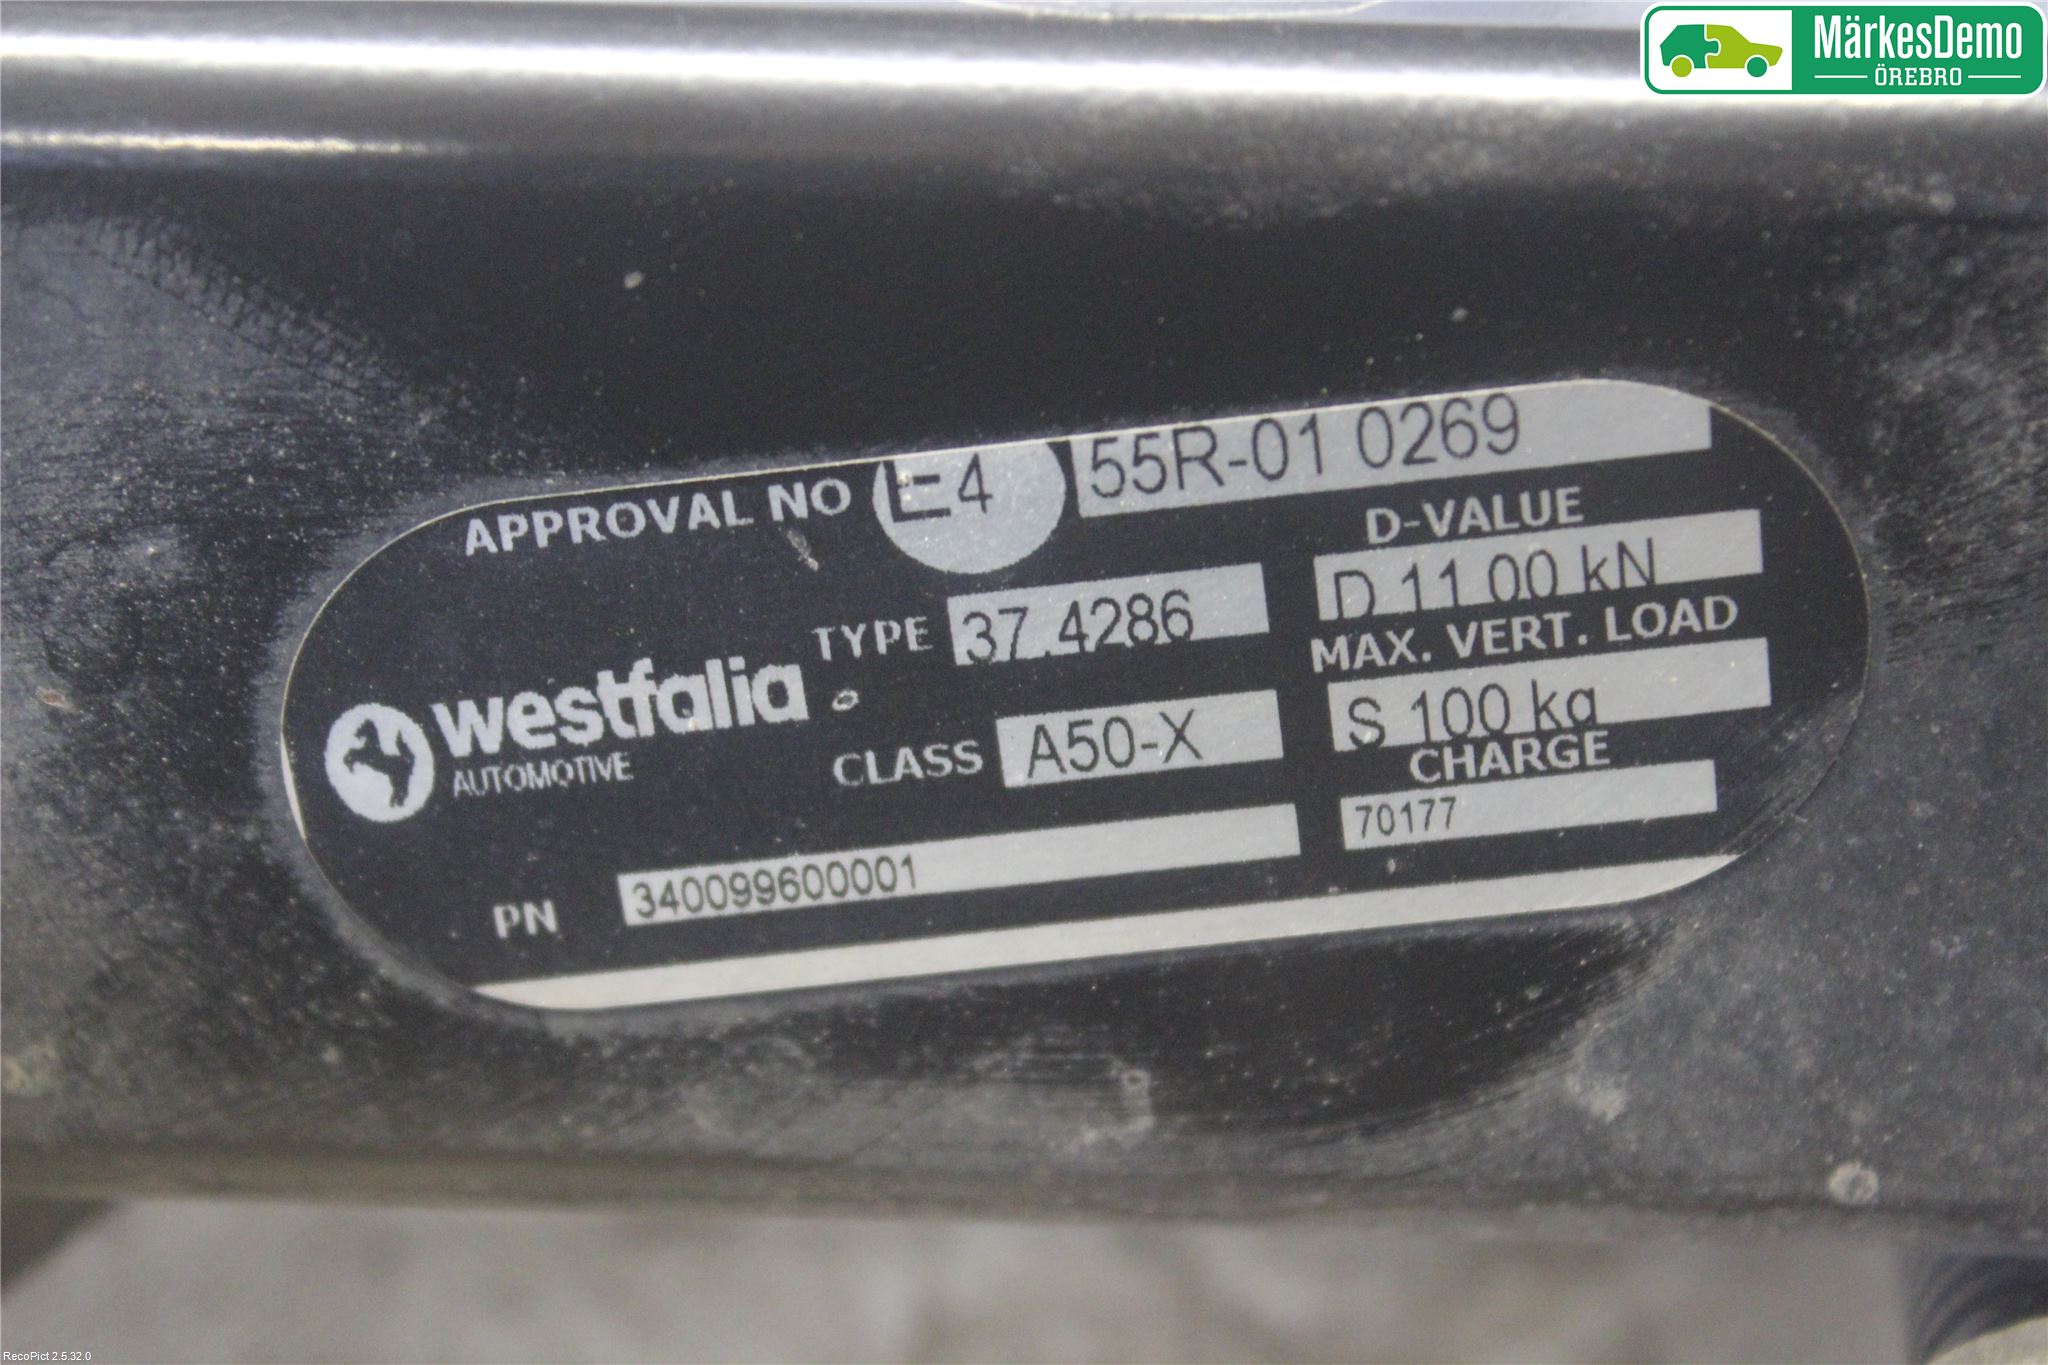 MärkesDemo
ÖREBRO
APPROVAL NO E4 55R-01 0269
D-VALUE
TYPE 37.4286 D 11.00 kN
MAX. VERT. LOAD
westfalia
AUTOMOTIVE
CLASS A50-X S 100 kg
CHARGE
70177
PN 340099600001
RecoPict 2.5.32.0